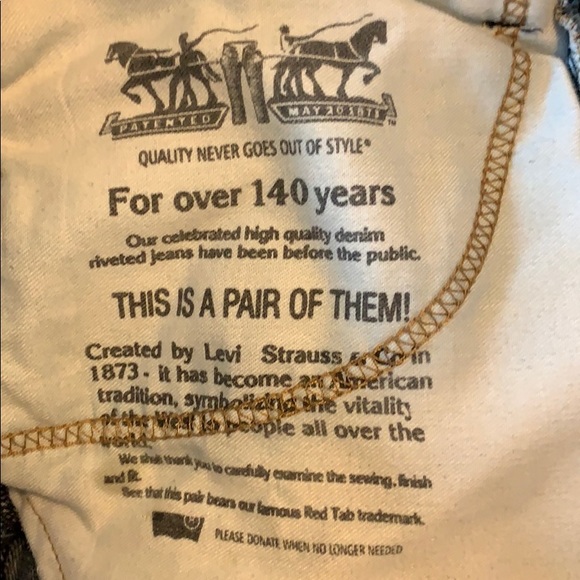 PATENTED MAY 20 1873 ™
QUALITY NEVER GOES OUT OF STYLE®
For over 140 years
Our celebrated high quality denim
riveted jeans have been before the public.
THIS IS A PAIR OF THEM!
Created by Levi Strauss & Co in
1873 - it has become an American
tradition, symbolizing the vitality
of the West to people all over the
world.
We shall thank you to carefully examine the sewing, finish
and fit.
See that this pair bears our famous Red Tab trademark.
PLEASE DONATE WHEN NO LONGER NEEDED